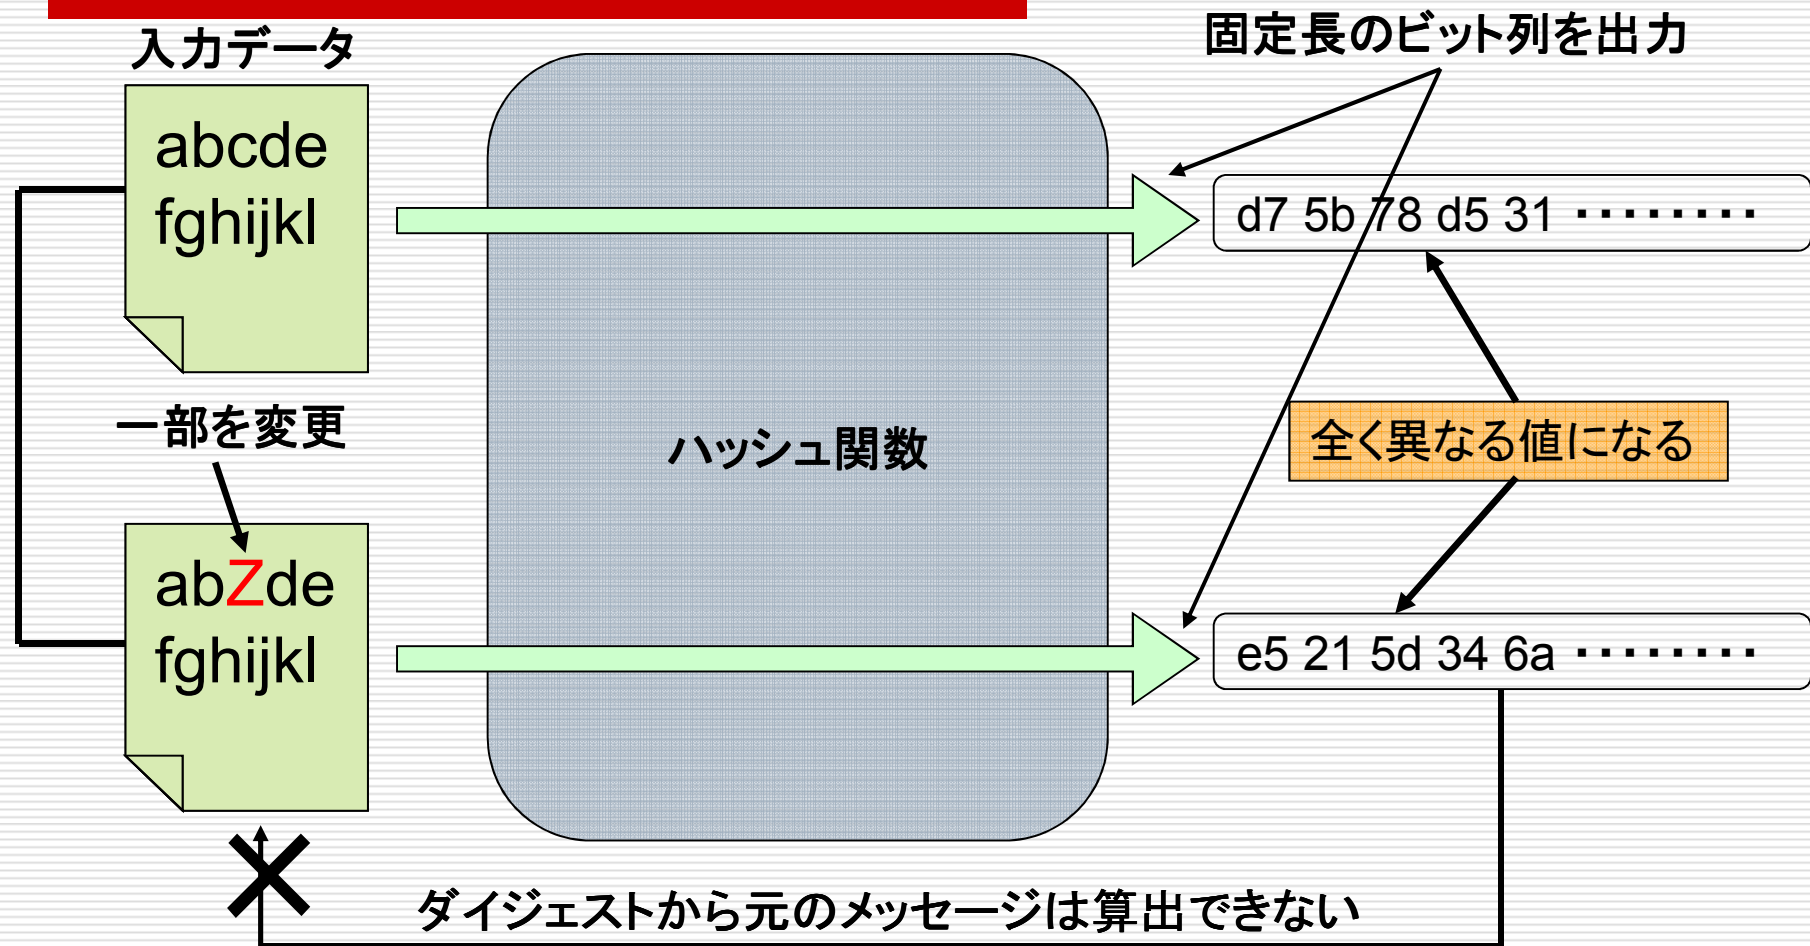 入力データ
固定長のビット列を出力
abcde
fghijkl
d7 5b 78 d5 31 ・・・・・・・・
一部を変更
ハッシュ関数
全く異なる値になる
abZde
fghijkl
e5 21 5d 34 6a ・・・・・・・・
ダイジェストから元のメッセージは算出できない